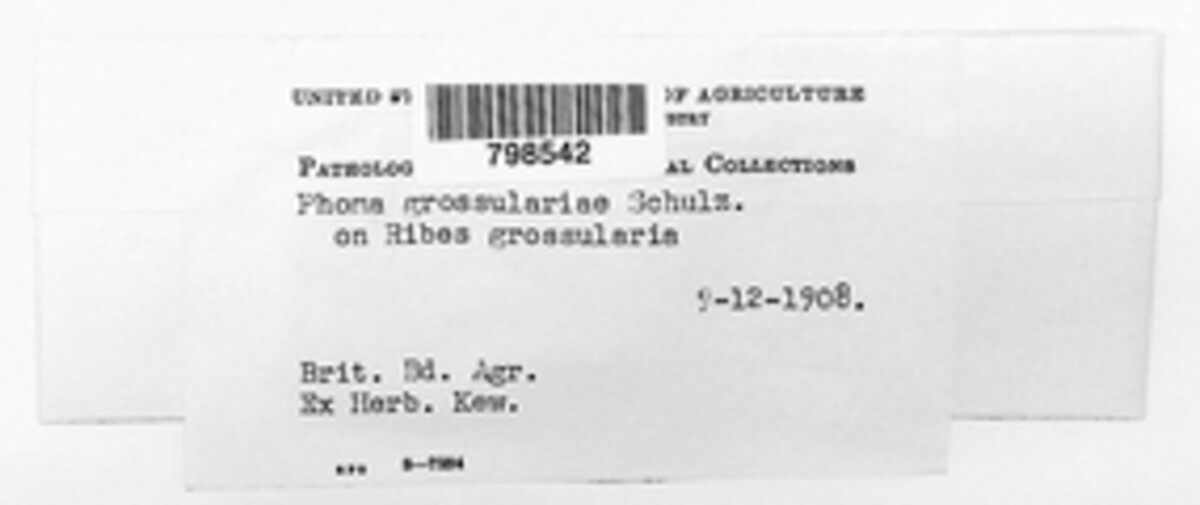 UNITED ST
OF AGRICULTURE
STRY
798542
PATHOLOG
AL COLLECTIONS
Phoma grossulariae Schulz.
on Ribes grossularia
9-12-1908.
Brit. Bd. Agr.
Ex Herb. Kew.